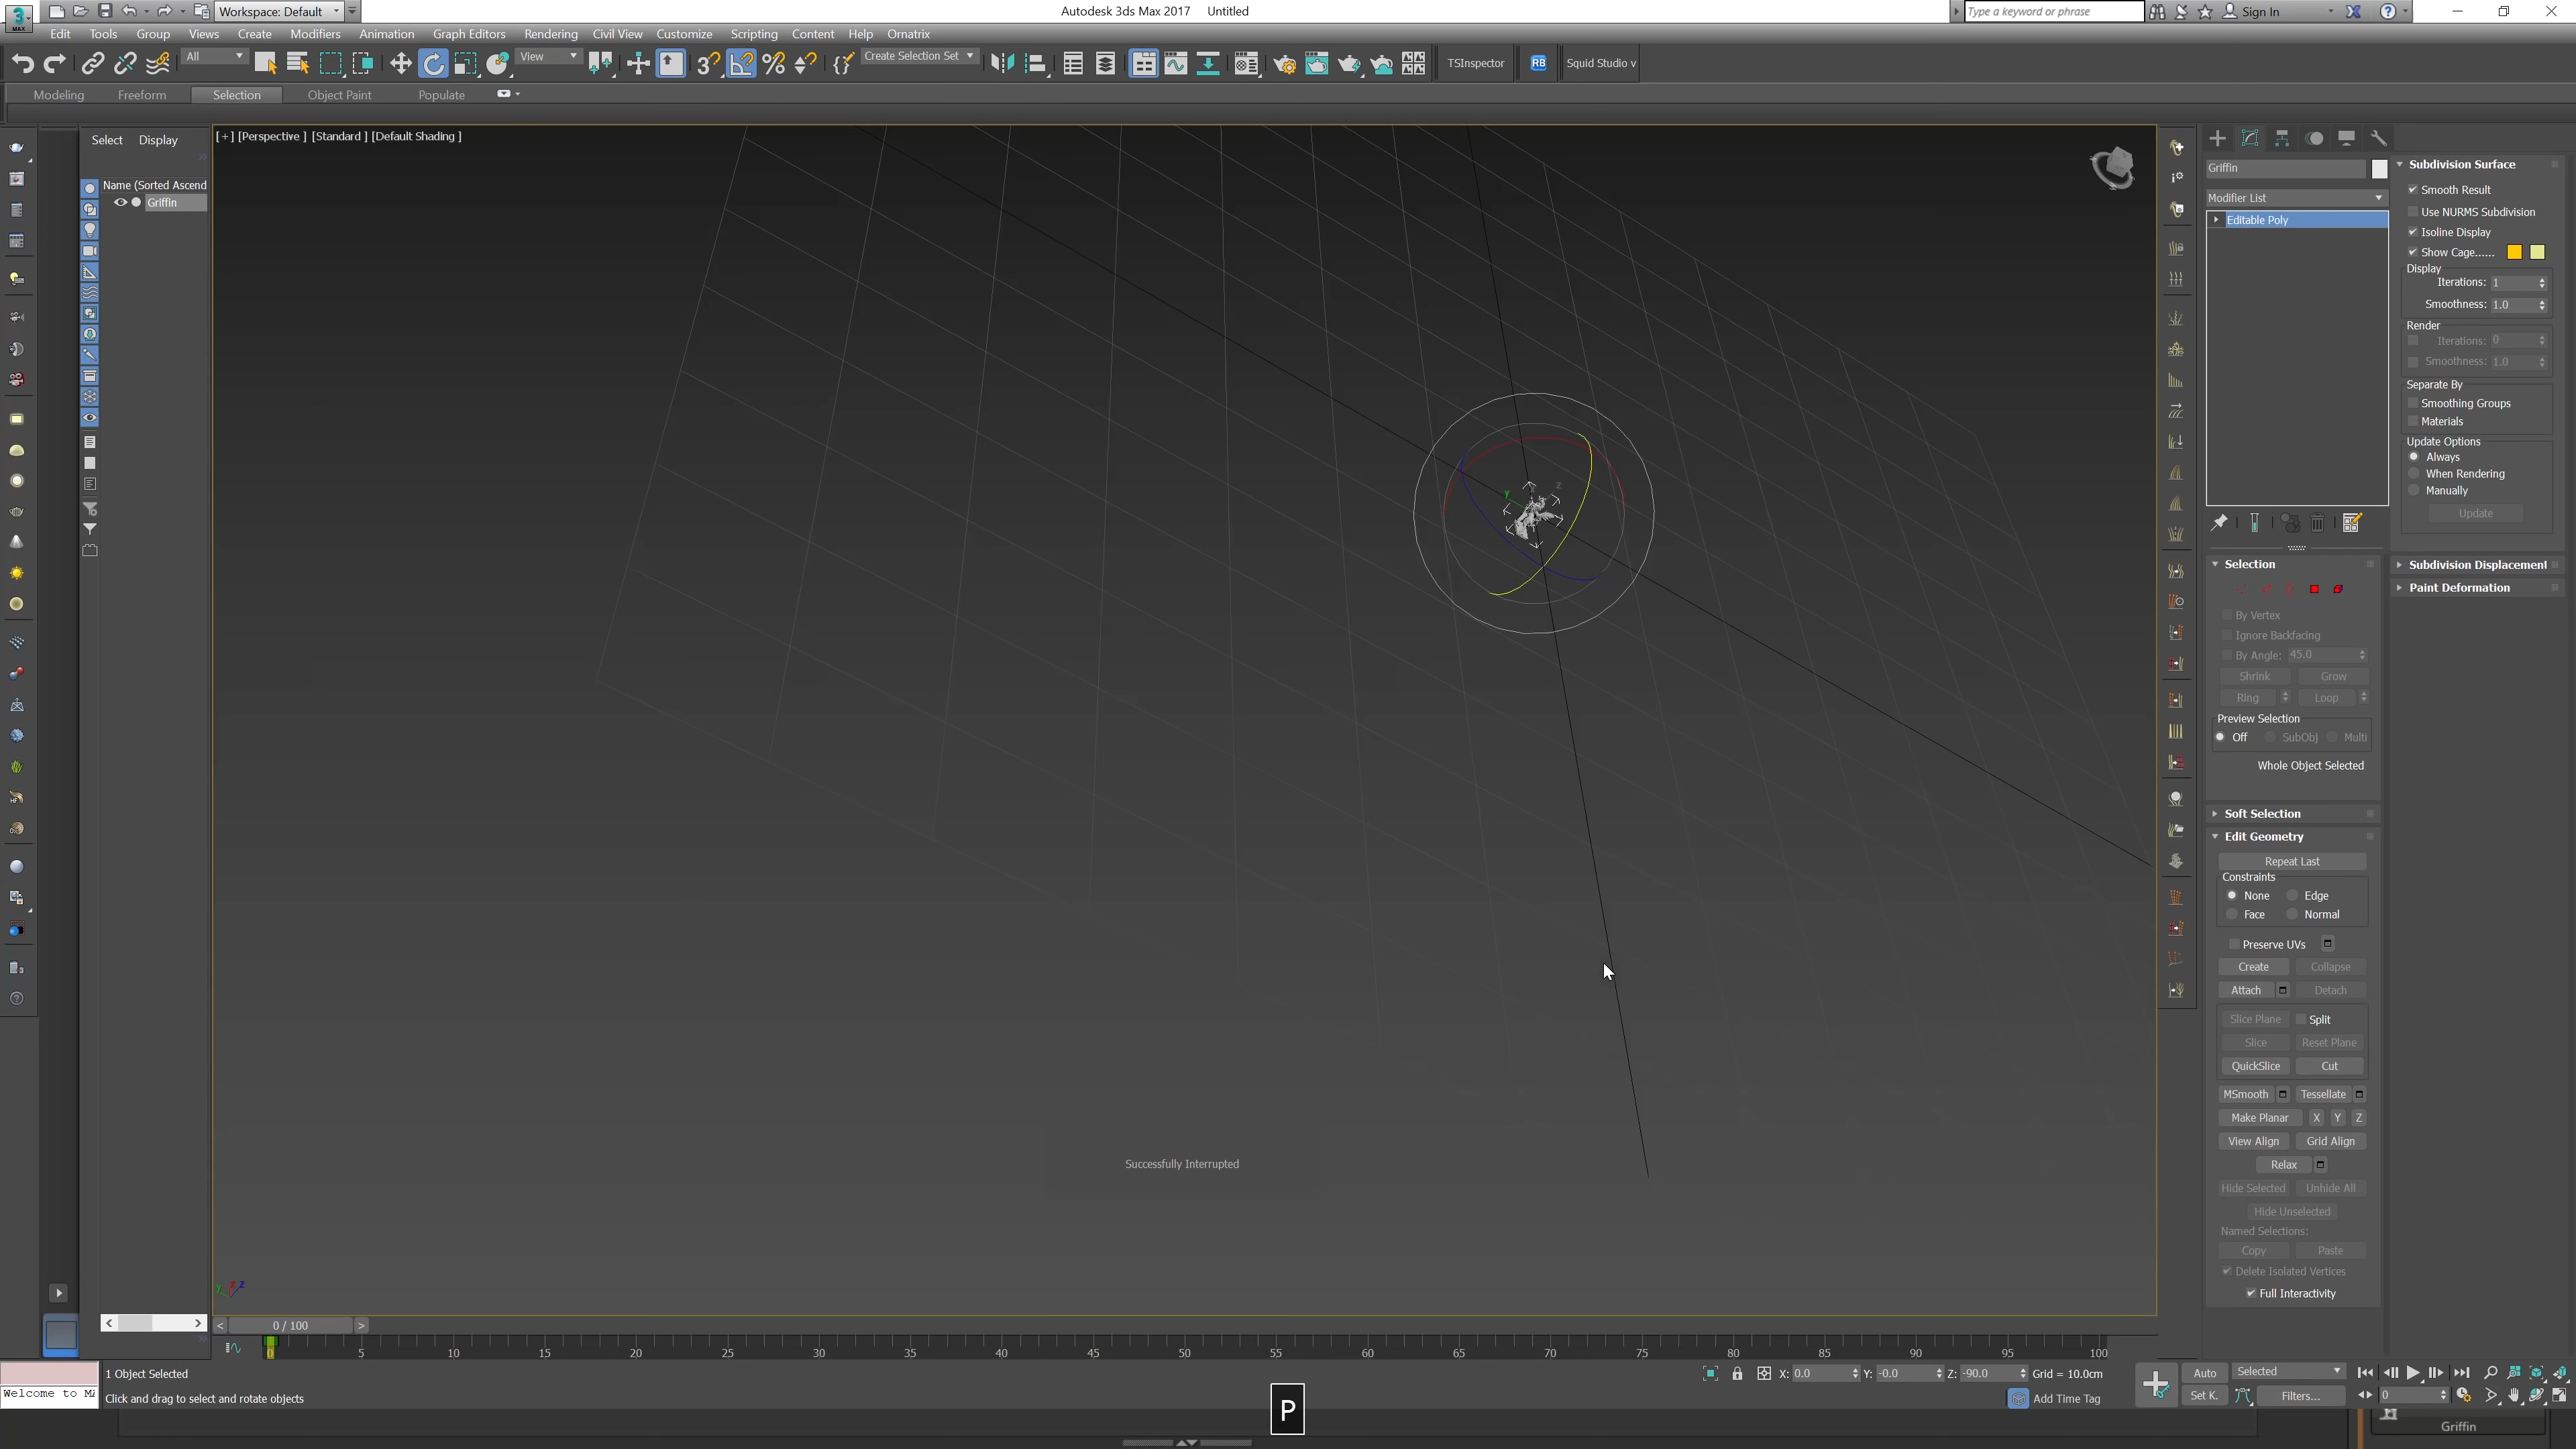 Workspace: Default
Autodesk 3ds Max 2017 Untitled
Type a keyword or phrase
Sign In
Edit Tools Group Views Create Modifiers Animation Graph Editors Rendering Civil View Customize Scripting Content Help Ornatrix
All
View
Create Selection Set
TSInspector
RB
Squid Studio v
Modeling Freeform Selection Object Paint Populate
Select Display
[ + ] [Perspective ] [Standard ] [Default Shading ]
Name (Sorted Ascend
Griffin
Griffin
Modifier List
Editable Poly
Selection
By Vertex
Ignore Backfacing
By Angle: 45.0
Shrink Grow
Ring Loop
Preview Selection
Off SubObj Multi
Whole Object Selected
Soft Selection
Edit Geometry
Repeat Last
Constraints
None Edge
Face Normal
Preserve UVs
Create Collapse
Attach Detach
Slice Plane Split
Slice Reset Plane
QuickSlice Cut
MSmooth Tessellate
Make Planar X Y Z
View Align Grid Align
Relax
Hide Selected Unhide All
Hide Unselected
Named Selections:
Copy Paste
Delete Isolated Vertices
Full Interactivity
Subdivision Surface
Smooth Result
Use NURMS Subdivision
Isoline Display
Show Cage......
Display
Iterations: 1
Smoothness: 1.0
Render
Iterations: 0
Smoothness: 1.0
Separate By
Smoothing Groups
Materials
Update Options
Always
When Rendering
Manually
Update
Subdivision Displacement
Paint Deformation
Successfully Interrupted
0 / 100
0 5 10 15 20 25 30 35 40 45 50 55 60 65 70 75 80 85 90 95 100
1 Object Selected
X: 0.0 Y: -0.0 Z: -90.0 Grid = 10.0cm
Auto Selected
Welcome to MA
Click and drag to select and rotate objects
Add Time Tag
Set K. Filters... 0
P
Griffin